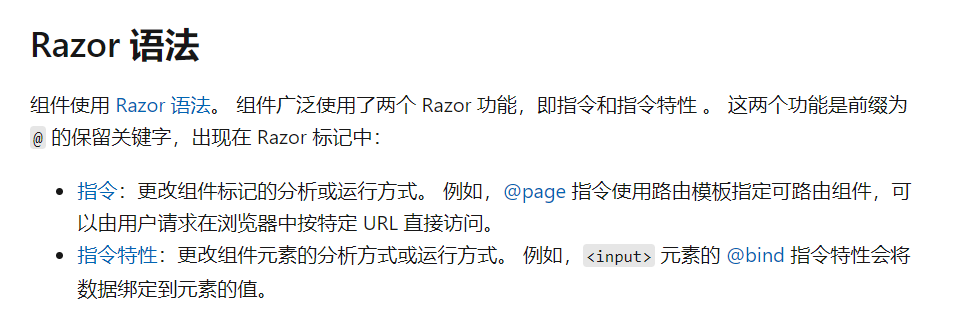 Razor 语法
组件使用 Razor 语法。 组件广泛使用了两个 Razor 功能，即指令和指令特性 。 这两个功能是前缀为
@ 的保留关键字，出现在 Razor 标记中：
• 指令：更改组件标记的分析或运行方式。 例如，@page 指令使用路由模板指定可路由组件，可
以由用户请求在浏览器中按特定 URL 直接访问。
• 指令特性：更改组件元素的分析方式或运行方式。 例如，<input> 元素的 @bind 指令特性会将
数据绑定到元素的值。